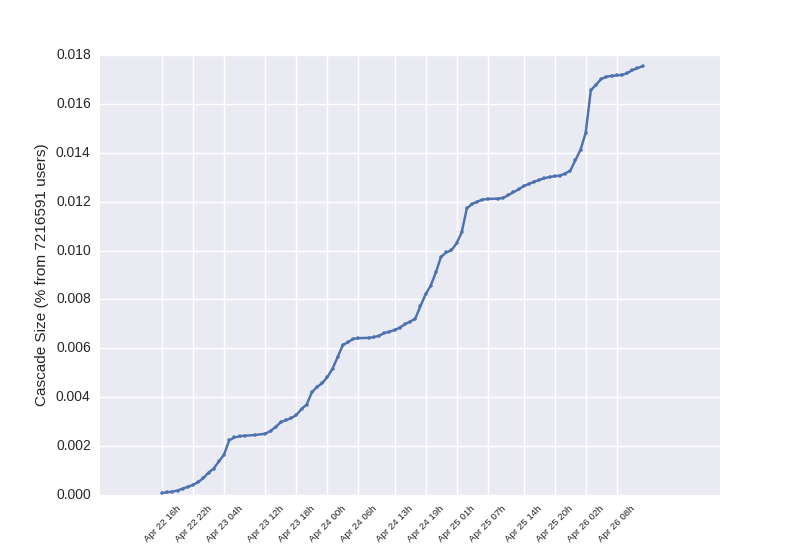 0.018
0.016
0.014
0.012
0.010
0.008
0.006
0.004
0.002
0.000
Cascade Size (% from 7216591 users)
Apr 22 16h
Apr 22 22h
Apr 23 04h
Apr 23 12h
Apr 23 18h
Apr 24 00h
Apr 24 06h
Apr 24 13h
Apr 24 19h
Apr 25 01h
Apr 25 07h
Apr 25 14h
Apr 25 20h
Apr 26 02h
Apr 26 08h